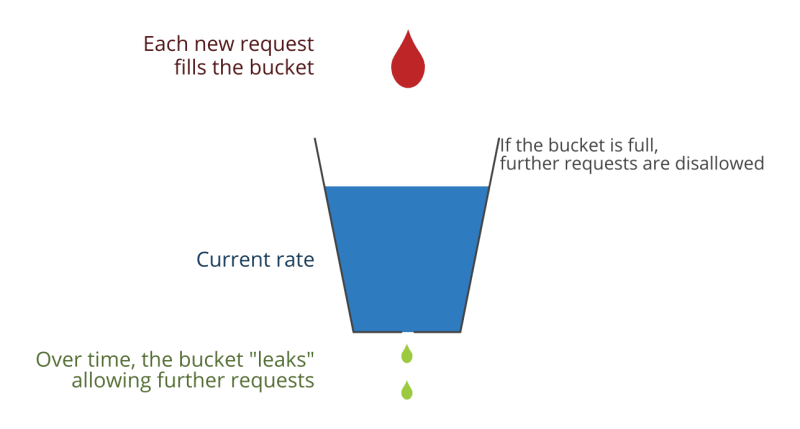 Each new request
fills the bucket
If the bucket is full,
further requests are disallowed
Current rate
Over time, the bucket "leaks"
allowing further requests